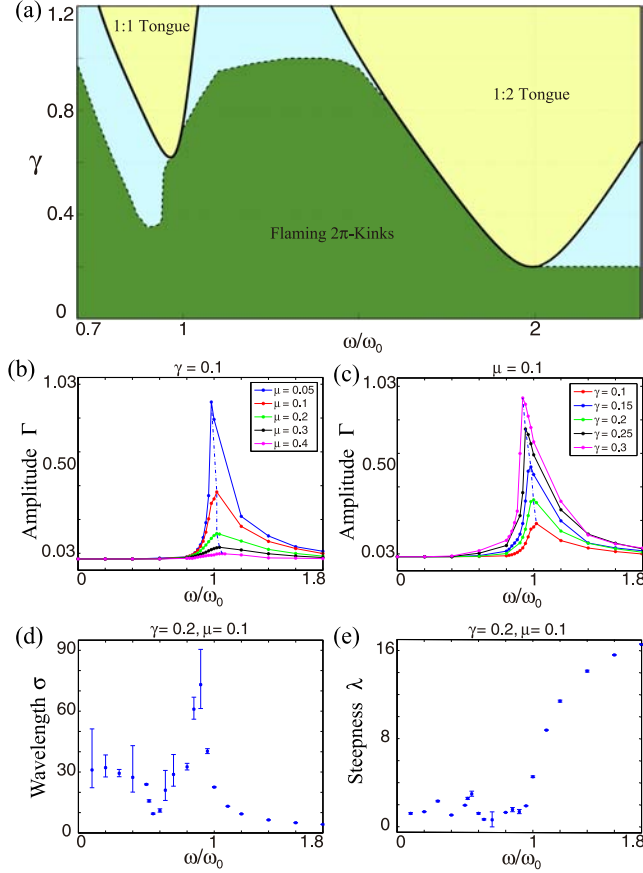 (a)
1.2
1:1 Tongue
1:2 Tongue
0.8
γ
0.4
Flaming 2π-Kinks
0
0.7
1
ω/ω0
2
(b)
γ = 0.1
1.03
μ = 0.05
μ = 0.1
μ = 0.2
μ = 0.3
μ = 0.4
Amplitude Γ
0.50
0.03
0
1
1.8
ω/ω0
(c)
μ = 0.1
1.03
γ = 0.1
γ = 0.15
γ = 0.2
γ = 0.25
γ = 0.3
Amplitude Γ
0.50
0.03
0
1
1.8
ω/ω0
(d)
γ= 0.2, μ= 0.1
90
Wavelength σ
60
30
0
0
1
1.8
ω/ω0
(e)
γ= 0.2, μ= 0.1
16
Steepness λ
8
0
0
1
1.8
ω/ω0